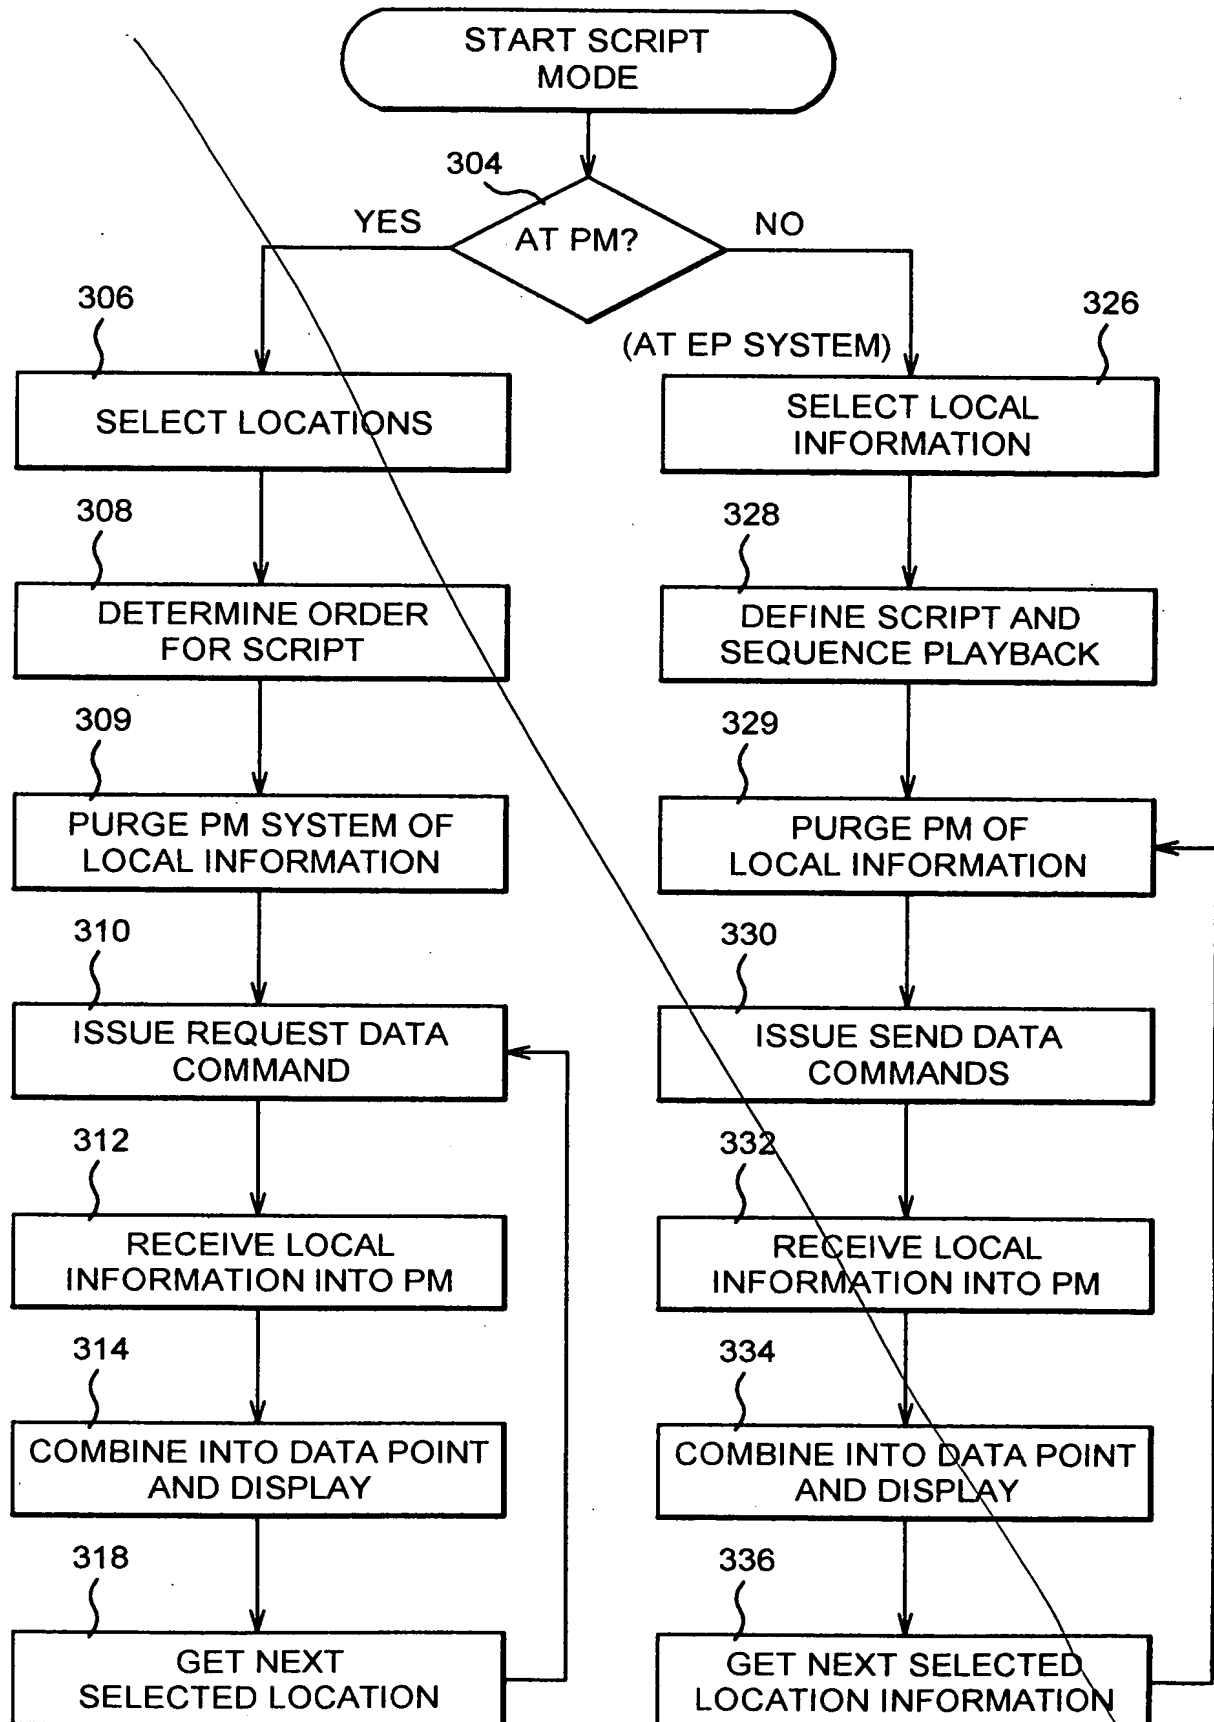 START SCRIPT
MODE
304
AT PM?
YES
NO
(AT EP SYSTEM)
306
SELECT LOCATIONS
308
DETERMINE ORDER
FOR SCRIPT
309
PURGE PM SYSTEM OF
LOCAL INFORMATION
310
ISSUE REQUEST DATA
COMMAND
312
RECEIVE LOCAL
INFORMATION INTO PM
314
COMBINE INTO DATA POINT
AND DISPLAY
318
GET NEXT
SELECTED LOCATION
326
SELECT LOCAL
INFORMATION
328
DEFINE SCRIPT AND
SEQUENCE PLAYBACK
329
PURGE PM OF
LOCAL INFORMATION
330
ISSUE SEND DATA
COMMANDS
332
RECEIVE LOCAL
INFORMATION INTO PM
334
COMBINE INTO DATA POINT
AND DISPLAY
336
GET NEXT SELECTED
LOCATION INFORMATION